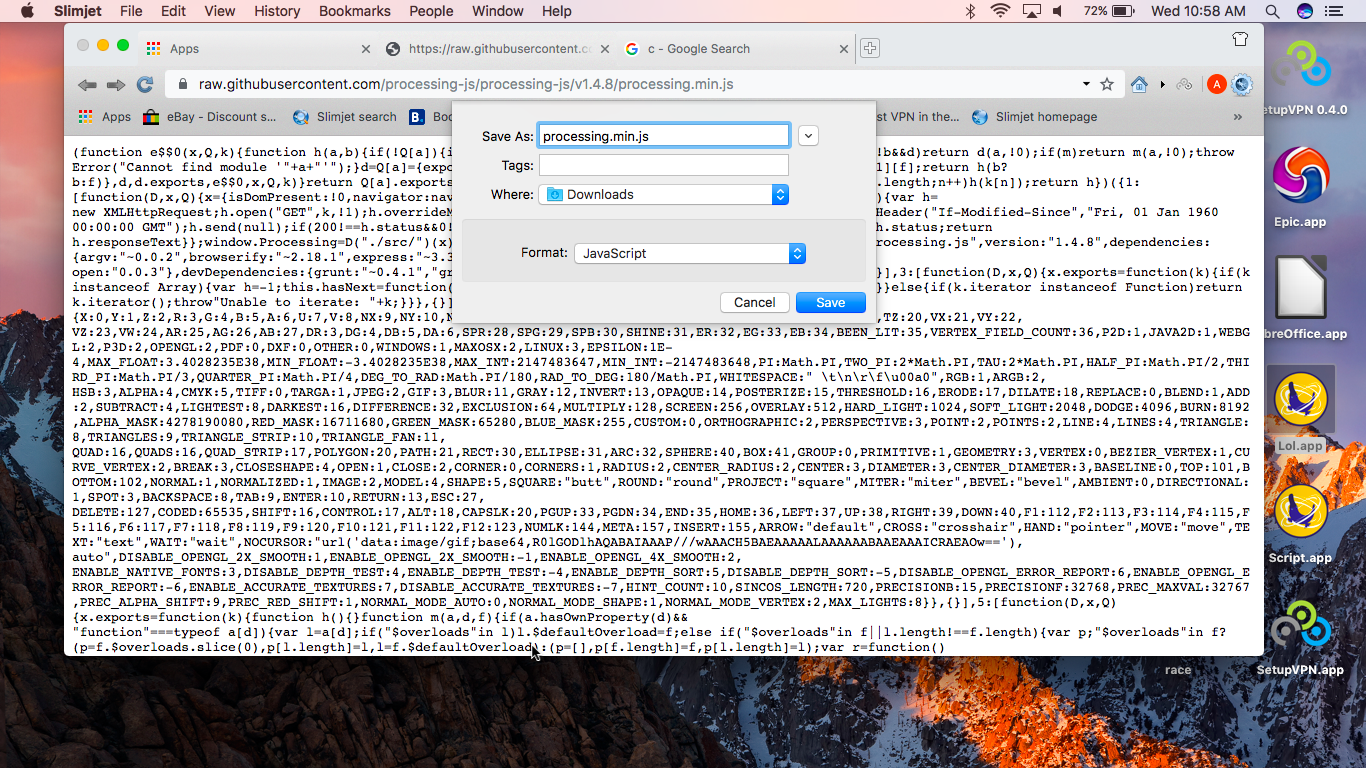 Slimjet File Edit View History Bookmarks People Window Help 72% Wed 10:58 AM
Apps https://raw.githubusercontent.co c - Google Search
raw.githubusercontent.com/processing-js/processing-js/v1.4.8/processing.min.js A
Apps eBay - Discount s... Slimjet search B. Boo st VPN in the... Slimjet homepage »
Save As: processing.min.js
Tags:
Where: Downloads
Format: JavaScript
Cancel Save
(function e$$0(x,Q,k){function h(a,b){if(!Q[a]){i !b&&d)return d(a,!0);if(m)return m(a,!0);throw
Error("Cannot find module '"+a+"'");}d=Q[a]={expo l][f];return h(b?
b:f)},d,d.exports,e$$0,x,Q,k)}return Q[a].exports .length;n++)h(k[n]);return h})({1:
[function(D,x,Q){x={isDomPresent:!0,navigator:nav {var h=
new XMLHttpRequest;h.open("GET",k,!1);h.overrideM Header("If-Modified-Since","Fri, 01 Jan 1960
00:00:00 GMT");h.send(null);if(200!==h.status&&0! h.status;return
h.responseText}};window.Processing=D("./src/")(x) ocessing.js",version:"1.4.8",dependencies:
{argv:"~0.0.2",browserify:"~2.18.1",express:"~3.3
open:"0.0.3"},devDependencies:{grunt:"~0.4.1","gr }],3:[function(D,x,Q){x.exports=function(k){if(k
instanceof Array){var h=-1;this.hasNext=function( }}else{if(k.iterator instanceof Function)return
k.iterator();throw"Unable to iterate: "+k;}}},{}]
{X:0,Y:1,Z:2,R:3,G:4,B:5,A:6,U:7,V:8,NX:9,NY:10,N TZ:20,VX:21,VY:22,
VZ:23,VW:24,AR:25,AG:26,AB:27,DR:3,DG:4,DB:5,DA:6,SPR:28,SPG:29,SPB:30,SHINE:31,ER:32,EG:33,EB:34,BEEN_LIT:35,VERTEX_FIELD_COUNT:36,P2D:1,JAVA2D:1,WEBG
L:2,P3D:2,OPENGL:2,PDF:0,DXF:0,OTHER:0,WINDOWS:1,MAXOSX:2,LINUX:3,EPSILON:1E-
4,MAX_FLOAT:3.4028235E38,MIN_FLOAT:-3.4028235E38,MAX_INT:2147483647,MIN_INT:-2147483648,PI:Math.PI,TWO_PI:2*Math.PI,TAU:2*Math.PI,HALF_PI:Math.PI/2,THI
RD_PI:Math.PI/3,QUARTER_PI:Math.PI/4,DEG_TO_RAD:Math.PI/180,RAD_TO_DEG:180/Math.PI,WHITESPACE:" \t\n\r\f\u00a0",RGB:1,ARGB:2,
HSB:3,ALPHA:4,CMYK:5,TIFF:0,TARGA:1,JPEG:2,GIF:3,BLUR:11,GRAY:12,INVERT:13,OPAQUE:14,POSTERIZE:15,THRESHOLD:16,ERODE:17,DILATE:18,REPLACE:0,BLEND:1,ADD
:2,SUBTRACT:4,LIGHTEST:8,DARKEST:16,DIFFERENCE:32,EXCLUSION:64,MULTIPLY:128,SCREEN:256,OVERLAY:512,HARD_LIGHT:1024,SOFT_LIGHT:2048,DODGE:4096,BURN:8192
,ALPHA_MASK:4278190080,RED_MASK:16711680,GREEN_MASK:65280,BLUE_MASK:255,CUSTOM:0,ORTHOGRAPHIC:2,PERSPECTIVE:3,POINT:2,POINTS:2,LINE:4,LINES:4,TRIANGLE:
8,TRIANGLES:9,TRIANGLE_STRIP:10,TRIANGLE_FAN:11,
QUAD:16,QUADS:16,QUAD_STRIP:17,POLYGON:20,PATH:21,RECT:30,ELLIPSE:31,ARC:32,SPHERE:40,BOX:41,GROUP:0,PRIMITIVE:1,GEOMETRY:3,VERTEX:0,BEZIER_VERTEX:1,CU
RVE_VERTEX:2,BREAK:3,CLOSESHAPE:4,OPEN:1,CLOSE:2,CORNER:0,CORNERS:1,RADIUS:2,CENTER_RADIUS:2,CENTER:3,DIAMETER:3,CENTER_DIAMETER:3,BASELINE:0,TOP:101,B
OTTOM:102,NORMAL:1,NORMALIZED:1,IMAGE:2,MODEL:4,SHAPE:5,SQUARE:"butt",ROUND:"round",PROJECT:"square",MITER:"miter",BEVEL:"bevel",AMBIENT:0,DIRECTIONAL:
1,SPOT:3,BACKSPACE:8,TAB:9,ENTER:10,RETURN:13,ESC:27,
DELETE:127,CODED:65535,SHIFT:16,CONTROL:17,ALT:18,CAPSLK:20,PGUP:33,PGDN:34,END:35,HOME:36,LEFT:37,UP:38,RIGHT:39,DOWN:40,F1:112,F2:113,F3:114,F4:115,F
5:116,F6:117,F7:118,F8:119,F9:120,F10:121,F11:122,F12:123,NUMLK:144,META:157,INSERT:155,ARROW:"default",CROSS:"crosshair",HAND:"pointer",MOVE:"move",TE
XT:"text",WAIT:"wait",NOCURSOR:"url('data:image/gif;base64,R0lGODlhAQABAIAAAP///wAAACH5BAEAAAAALAAAAAABAAEAAAICRAEAOw=='),
auto",DISABLE_OPENGL_2X_SMOOTH:1,ENABLE_OPENGL_2X_SMOOTH:-1,ENABLE_OPENGL_4X_SMOOTH:2,
ENABLE_NATIVE_FONTS:3,DISABLE_DEPTH_TEST:4,ENABLE_DEPTH_TEST:-4,ENABLE_DEPTH_SORT:5,DISABLE_DEPTH_SORT:-5,DISABLE_OPENGL_ERROR_REPORT:6,ENABLE_OPENGL_E
RROR_REPORT:-6,ENABLE_ACCURATE_TEXTURES:7,DISABLE_ACCURATE_TEXTURES:-7,HINT_COUNT:10,SINCOS_LENGTH:720,PRECISIONB:15,PRECISIONF:32768,PREC_MAXVAL:32767
,PREC_ALPHA_SHIFT:9,PREC_RED_SHIFT:1,NORMAL_MODE_AUTO:0,NORMAL_MODE_SHAPE:1,NORMAL_MODE_VERTEX:2,MAX_LIGHTS:8}},{}],5:[function(D,x,Q)
{x.exports=function(k){function h(){}function m(a,d,f){if(a.hasOwnProperty(d)&&
"function"===typeof a[d]){var l=a[d];if("$overloads"in l)l.$defaultOverload=f;else if("$overloads"in f||l.length!==f.length){var p;"$overloads"in f?
(p=f.$overloads.slice(0),p[l.length]=l,l=f.$defaultOverload):(p=[],p[f.length]=f,p[l.length]=l);var r=function()
etupVPN 0.4.0
Epic.app
breOffice.app
Lol.app
Script.app
race SetupVPN.app